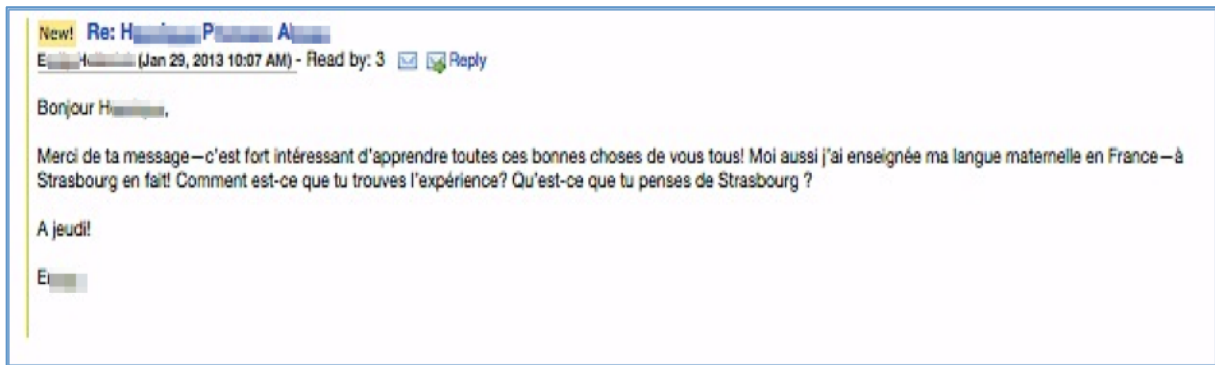 New! Re:
(Jan 29, 2013 10:07 AM) - Read by: 3 Reply
Bonjour
Merci de ta message—c'est fort intéressant d'apprendre toutes ces bonnes choses de vous tous! Moi aussi j'ai enseignée ma langue maternelle en France—à
Strasbourg en fait! Comment est-ce que tu trouves l'expérience? Qu'est-ce que tu penses de Strasbourg ?
A jeudi!